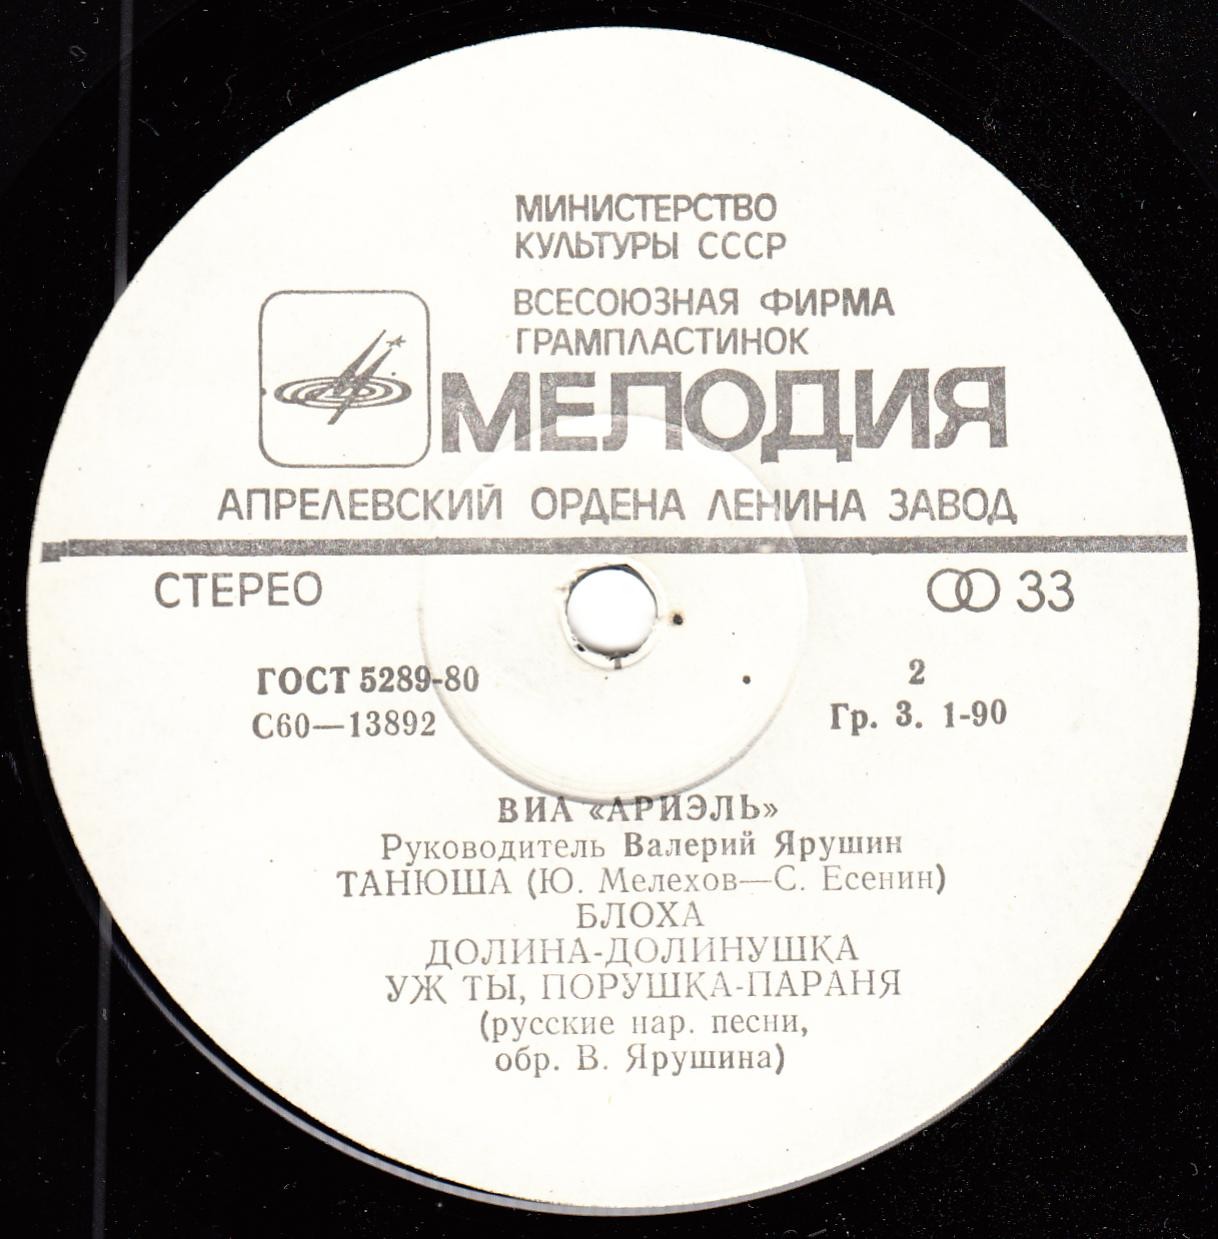 МИНИСТЕРСТВО
КУЛЬТУРЫ СССР
ВСЕСОЮЗНАЯ ФИРМА
ГРАМПЛАСТИНОК
МЕЛОДИЯ
АПРЕЛЕВСКИЙ ОРДЕНА ЛЕНИНА ЗАВОД
СТЕРЕО 33
ГОСТ 5289-80 2
С60—13892 Гр. 3. 1-90
ВИА «АРИЭЛЬ»
Руководитель Валерий Ярушин
ТАНЮША (Ю. Мелехов—С. Есенин)
БЛОХА
ДОЛИНА-ДОЛИНУШКА
УЖ ТЫ, ПОРУШКА-ПАРАНЯ
(русские нар. песни,
обр. В. Ярушина)